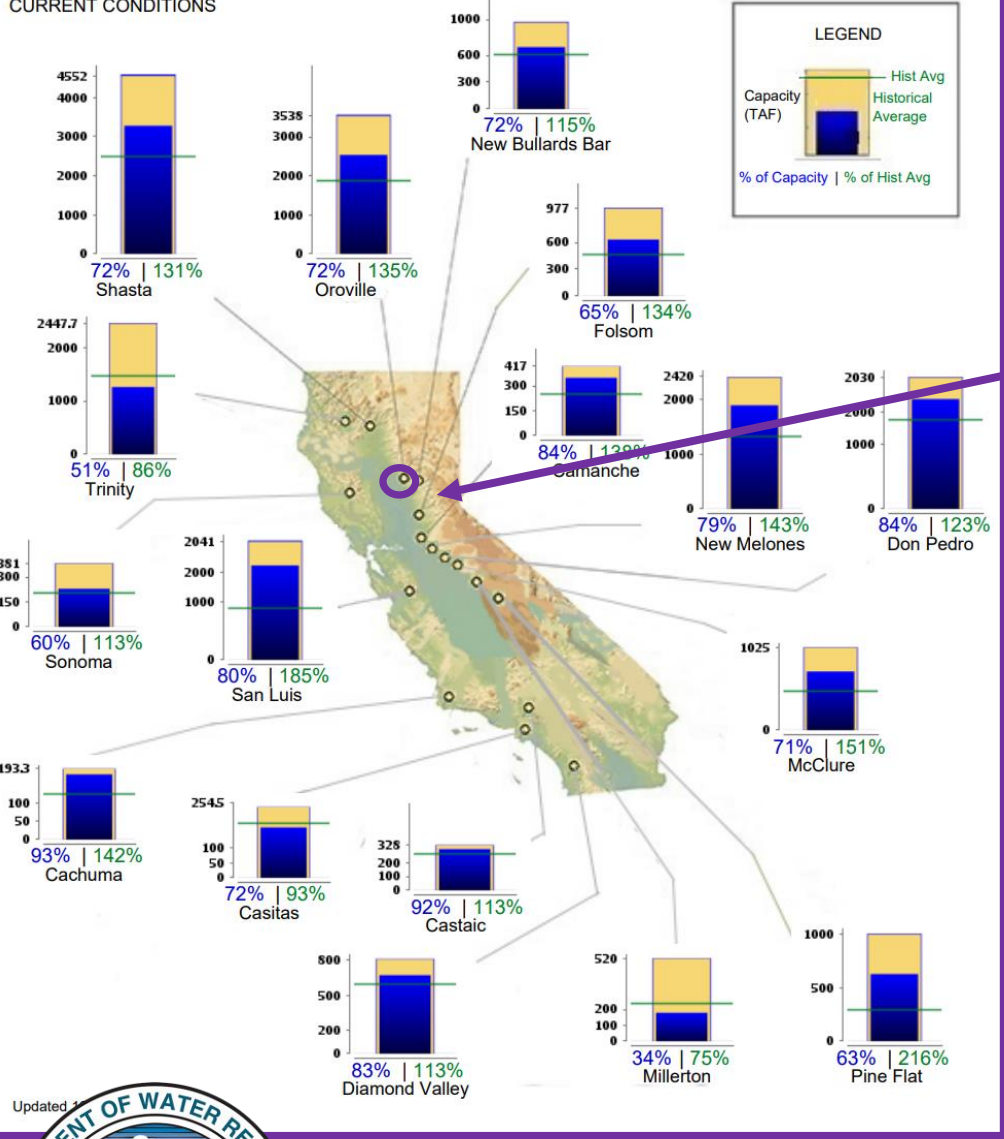 CURRENT CONDITIONS
LEGEND
Hist Avg
Capacity
(TAF)
Historical
Average
% of Capacity | % of Hist Avg
1000
600
300
0
72% | 115%
New Bullards Bar
4552
4000
3000
2000
1000
0
72% | 131%
Shasta
3538
3000
2000
1000
0
72% | 135%
Oroville
977
600
300
0
65% | 134%
Folsom
2447.7
2000
1000
0
51% | 86%
Trinity
417
300
150
0
84% | 138%
Camanche
2420
2000
1000
0
79% | 143%
New Melones
2030
2000
1000
0
84% | 123%
Don Pedro
381
300
150
0
60% | 113%
Sonoma
2041
2000
1000
0
80% | 185%
San Luis
1025
0
71% | 151%
McClure
193.3
100
50
0
93% | 142%
Cachuma
254.5
100
50
0
72% | 93%
Casitas
328
200
100
0
92% | 113%
Castaic
800
500
200
0
83% | 113%
Diamond Valley
520
200
100
0
34% | 75%
Millerton
1000
500
0
63% | 216%
Pine Flat
Updated
OF WATER